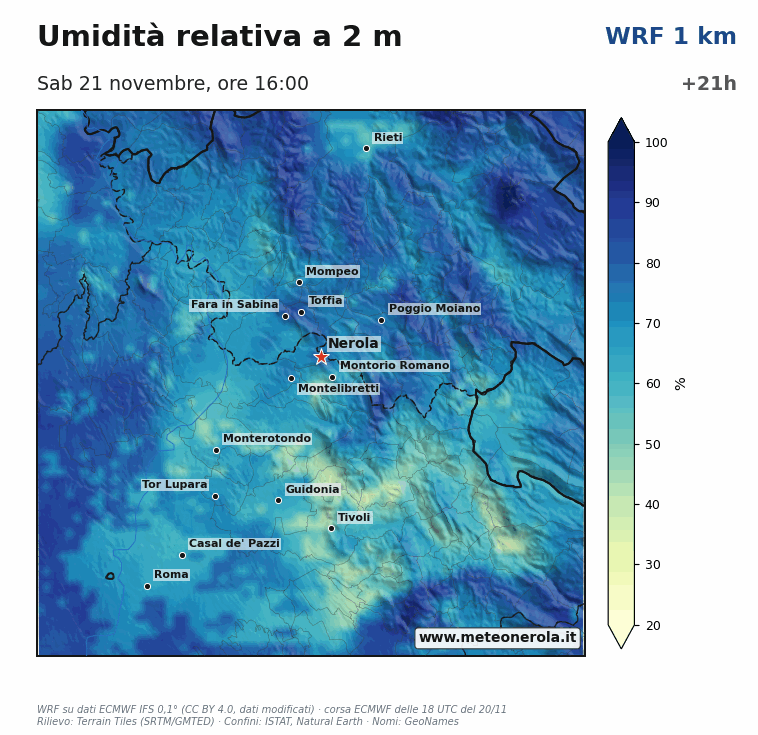 Umidità relativa a 2 m
WRF 1 km
Sab 21 novembre, ore 16:00
+21h
Rieti
Mompeo
Fara in Sabina
Toffia
Poggio Moiano
Nerola
Montorio Romano
Montelibretti
Monterotondo
Tor Lupara
Guidonia
Tivoli
Casal de' Pazzi
Roma
www.meteonerola.it
100
90
80
70
60
50
40
30
20
%
WRF su dati ECMWF IFS 0,1° (CC BY 4.0, dati modificati) · corsa ECMWF delle 18 UTC del 20/11
Rilievo: Terrain Tiles (SRTM/GMTED) · Confini: ISTAT, Natural Earth · Nomi: GeoNames